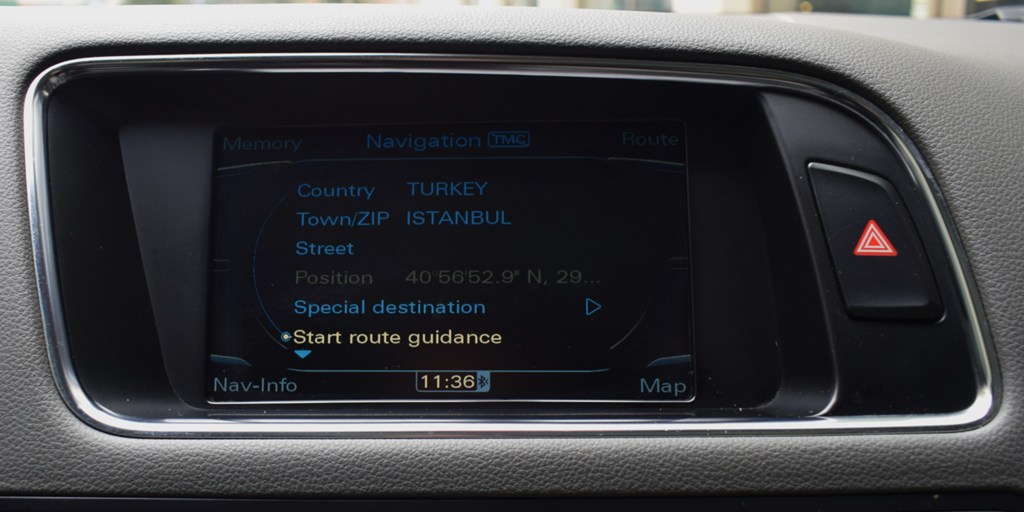 Memory Navigation TMC Route
Country TURKEY
Town/ZIP ISTANBUL
Street
Position 40°56'52.9" N, 29...
Special destination
Start route guidance
Nav-Info 11:36 Map